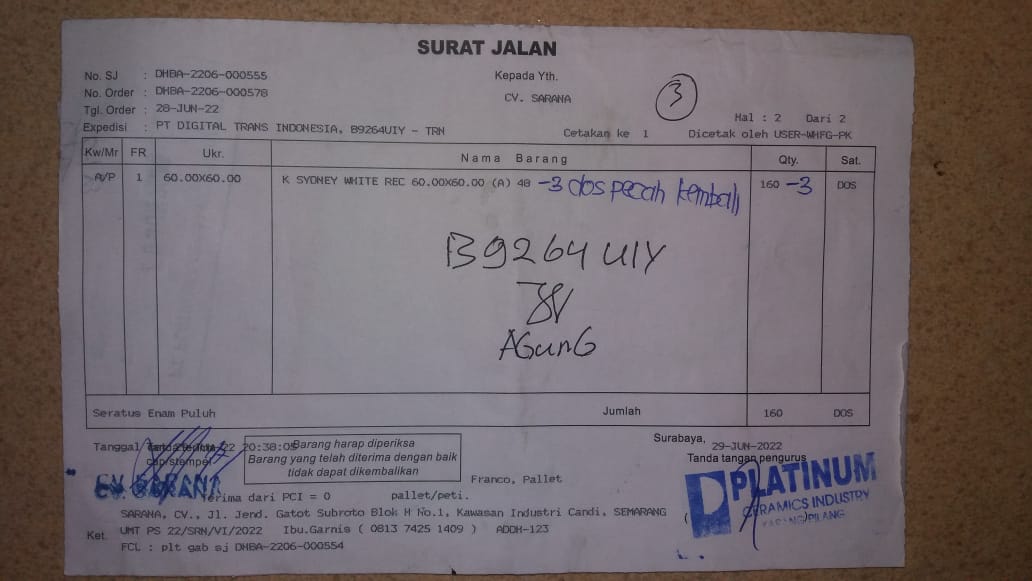 SURAT JALAN
No. SJ : DHBA-2206-000555
Kepada Yth.
No. Order : DHBA-2206-000578
CV. SARANA
3
Tgl. Order : 28-JUN-22
Hal : 2 Dari 2
Expedisi : PT DIGITAL TRANS INDONESIA, B9264UIY - TRN
Cetakan ke 1 Dicetak oleh USER-WHFG-PK
Kw/Mr FR Ukr. Nama Barang Qty. Sat.
A/P 1 60.00X60.00 K SYDNEY WHITE REC 60.00X60.00 (A) 48 -3 dos pecah kembali 160 -3 DOS
B9264 UIY
AGUNG
Seratus Enam Puluh Jumlah 160 DOS
Tanggal 20:38:05
cap/stempel
Barang harap diperiksa
Barang yang telah diterima dengan baik
tidak dapat dikembalikan
Surabaya, 29-JUN-2022
Tanda tangan pengurus
Franco, Pallet
CV. SARANA
PLATINUM
CERAMICS INDUSTRY
KARANGPILANG
Terima dari PCI = 0 pallet/peti.
SARANA, CV., Jl. Jend. Gatot Subroto Blok H No.1, Kawasan Industri Candi, SEMARANG (
Ket. UMT PS 22/SRN/VI/2022 Ibu.Garnis ( 0813 7425 1409 ) ADDH-123
FCL : plt gab sj DHBA-2206-000554